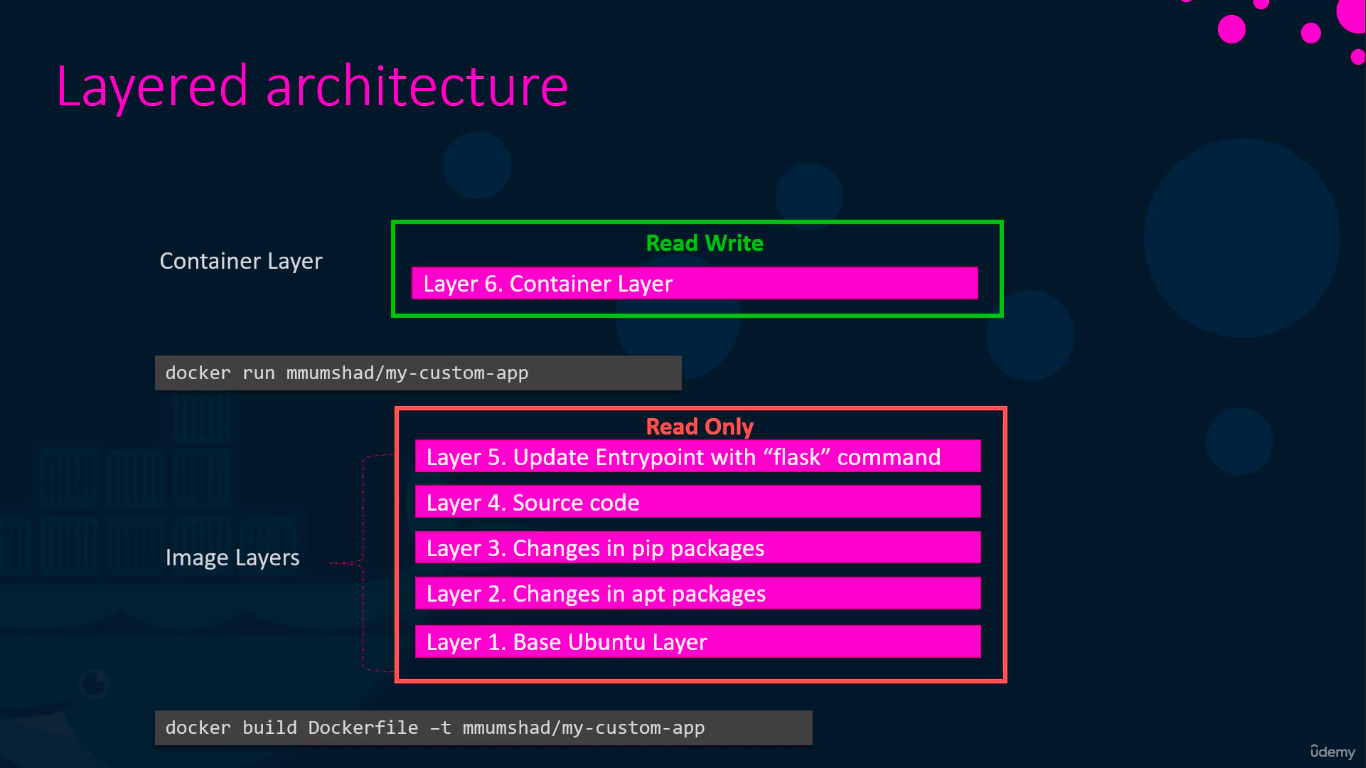 Layered architecture
Read Write
Container Layer
Layer 6. Container Layer
docker run mmumshad/my-custom-app
Read Only
Layer 5. Update Entrypoint with “flask” command
Layer 4. Source code
Layer 3. Changes in pip packages
Image Layers
Layer 2. Changes in apt packages
Layer 1. Base Ubuntu Layer
docker build Dockerfile –t mmumshad/my-custom-app
ûdemy